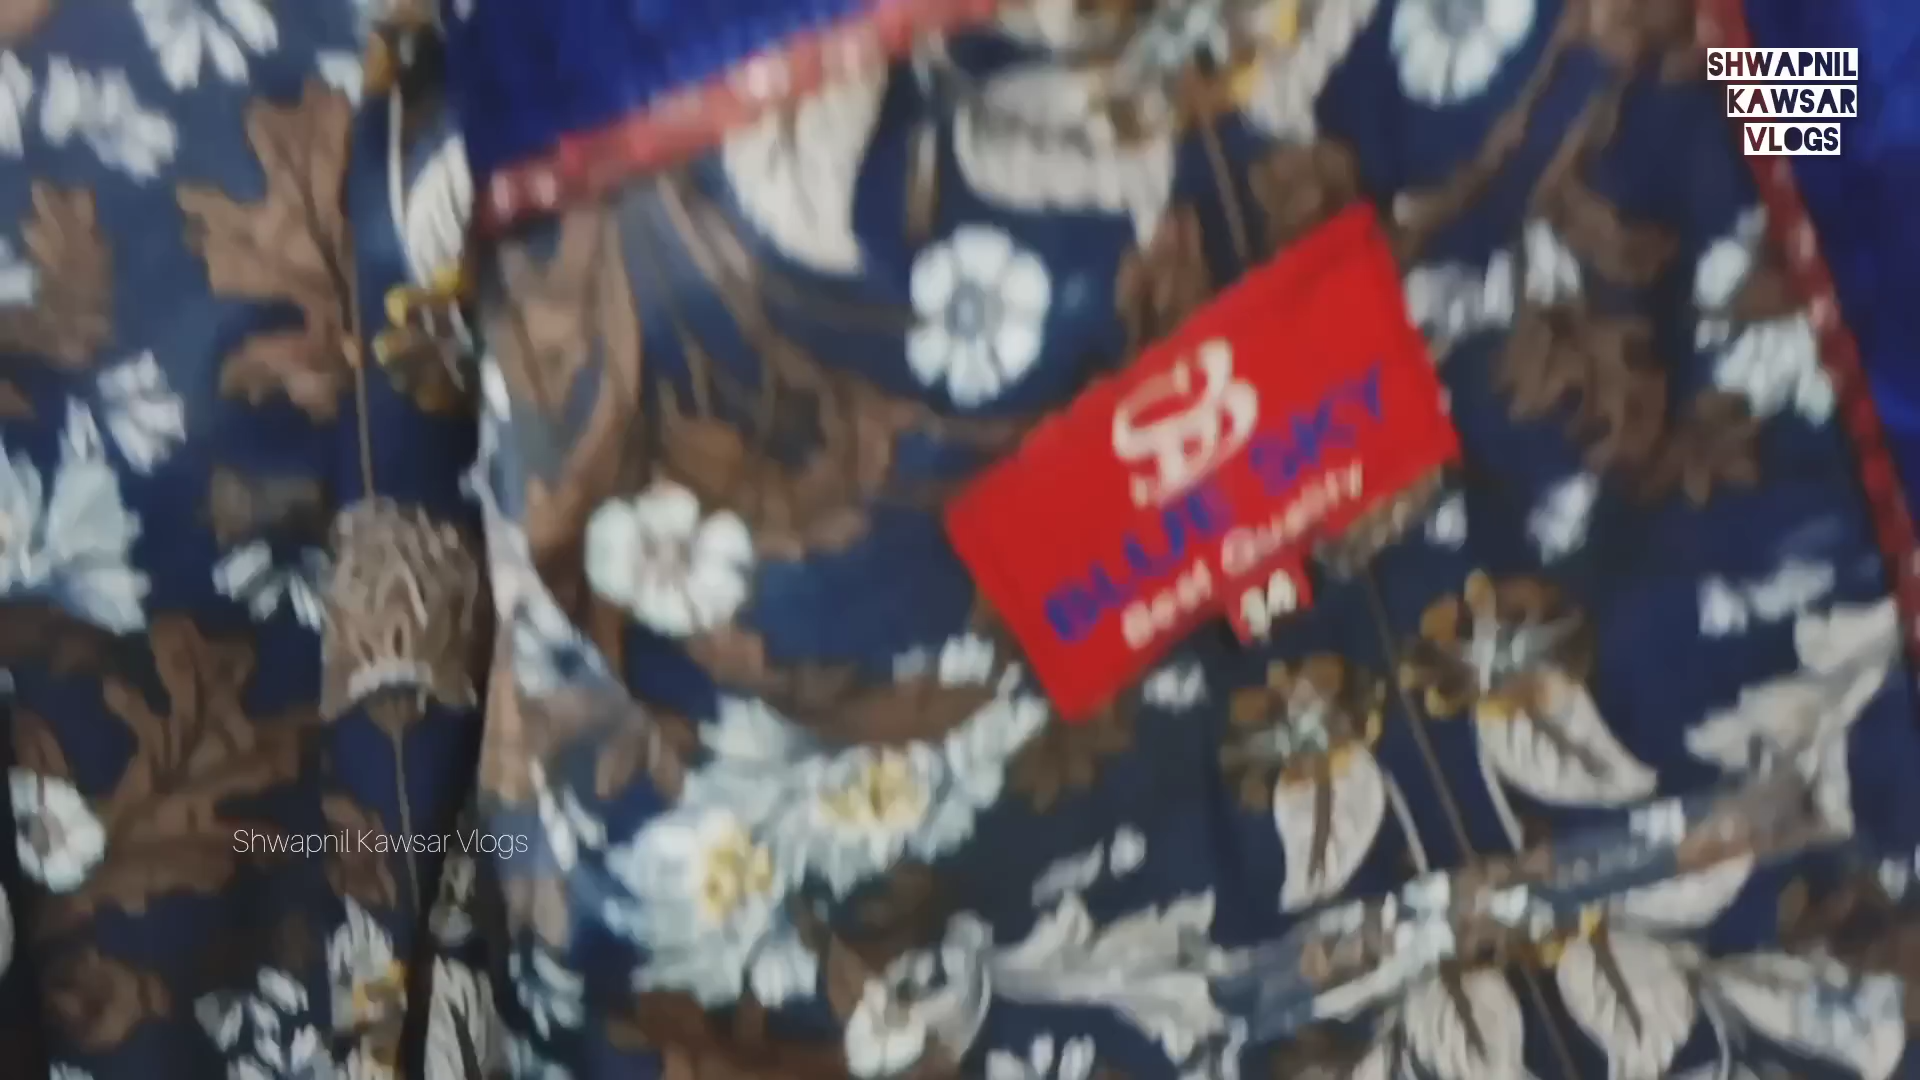 SHWAPNIL
KAWSAR
VLOGS
BLUE SKY
Best Quality
Shwapnil Kawsar Vlogs